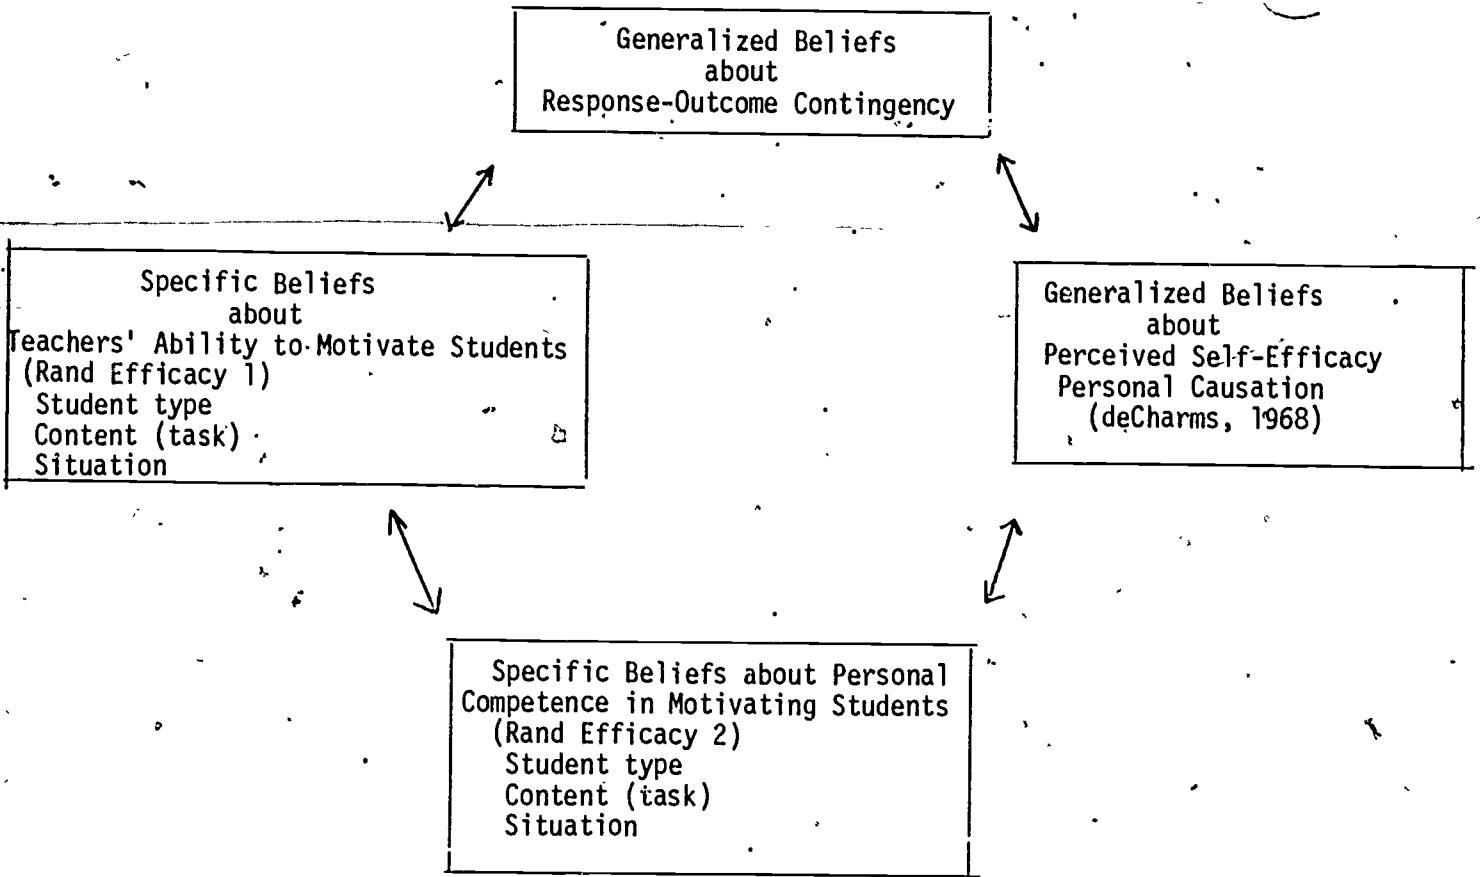 Generalized Beliefs
about
Response-Outcome Contingency
Specific Beliefs
about
Teachers' Ability to Motivate Students
(Rand Efficacy 1)
Student type
Content (task)
Situation
Generalized Beliefs
about
Perceived Self-Efficacy
Personal Causation
(deCharms, 1968)
Specific Beliefs about Personal
Competence in Motivating Students
(Rand Efficacy 2)
Student type
Content (task)
Situation